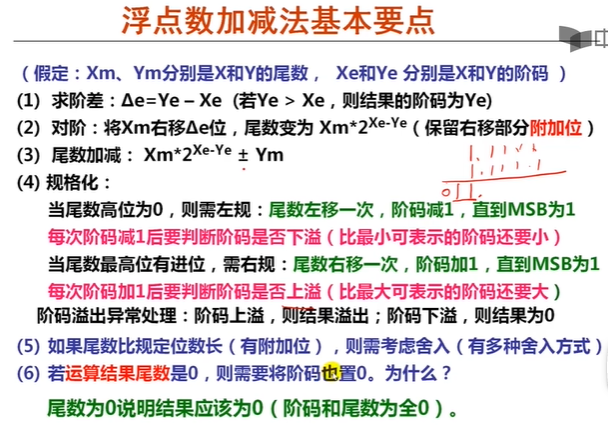 浮点数加减法基本要点
中
（假定：Xm、Ym分别是X和Y的尾数， Xe和Ye 分别是X和Y的阶码 ）
(1) 求阶差：Δe=Ye – Xe (若Ye > Xe，则结果的阶码为Ye)
(2) 对阶：将Xm右移Δe位，尾数变为 Xm*2^Xe-Ye（保留右移部分附加位）
(3) 尾数加减： Xm*2^Xe-Ye ± Ym
(4) 规格化：
当尾数高位为0，则需左规：尾数左移一次，阶码减1，直到MSB为1
每次阶码减1后要判断阶码是否下溢（比最小可表示的阶码还要小）
当尾数最高位有进位，需右规：尾数右移一次，阶码加1，直到MSB为1
每次阶码加1后要判断阶码是否上溢（比最大可表示的阶码还要大）
阶码溢出异常处理：阶码上溢，则结果溢出；阶码下溢，则结果为0
(5) 如果尾数比规定位数长（有附加位），则需考虑舍入（有多种舍入方式）
(6) 若运算结果尾数是0，则需要将阶码也置0。为什么？
尾数为0说明结果应该为0（阶码和尾数为全0）。